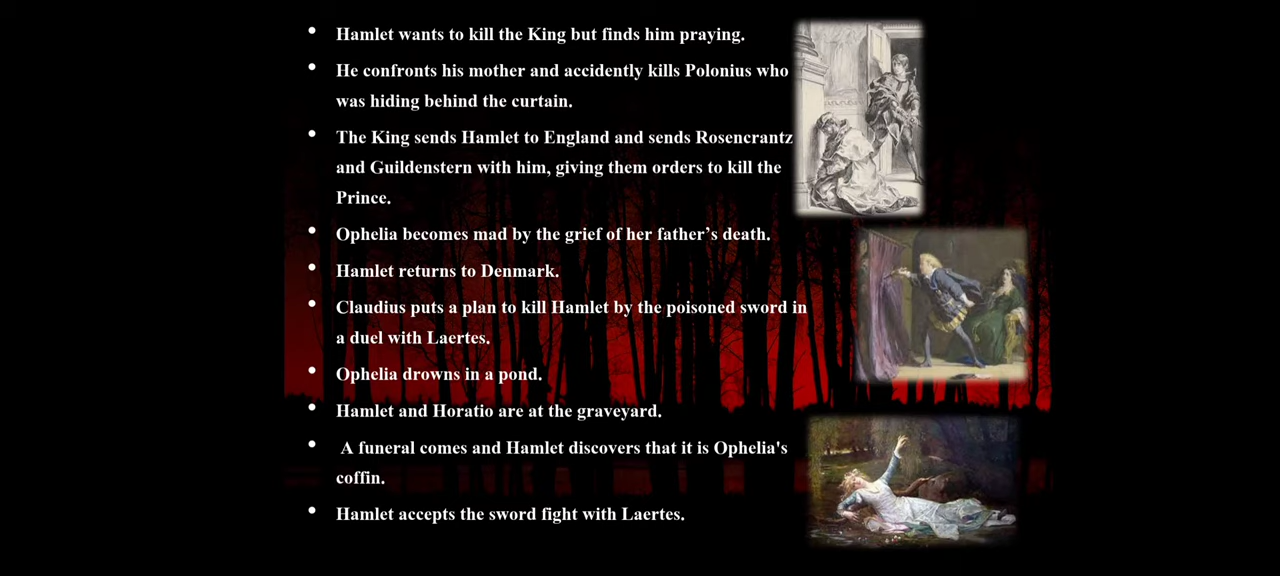 • Hamlet wants to kill the King but finds him praying.
• He confronts his mother and accidently kills Polonius who
was hiding behind the curtain.
• The King sends Hamlet to England and sends Rosencrantz
and Guildenstern with him, giving them orders to kill the
Prince.
• Ophelia becomes mad by the grief of her father’s death.
• Hamlet returns to Denmark.
• Claudius puts a plan to kill Hamlet by the poisoned sword in
a duel with Laertes.
• Ophelia drowns in a pond.
• Hamlet and Horatio are at the graveyard.
• A funeral comes and Hamlet discovers that it is Ophelia's
coffin.
• Hamlet accepts the sword fight with Laertes.